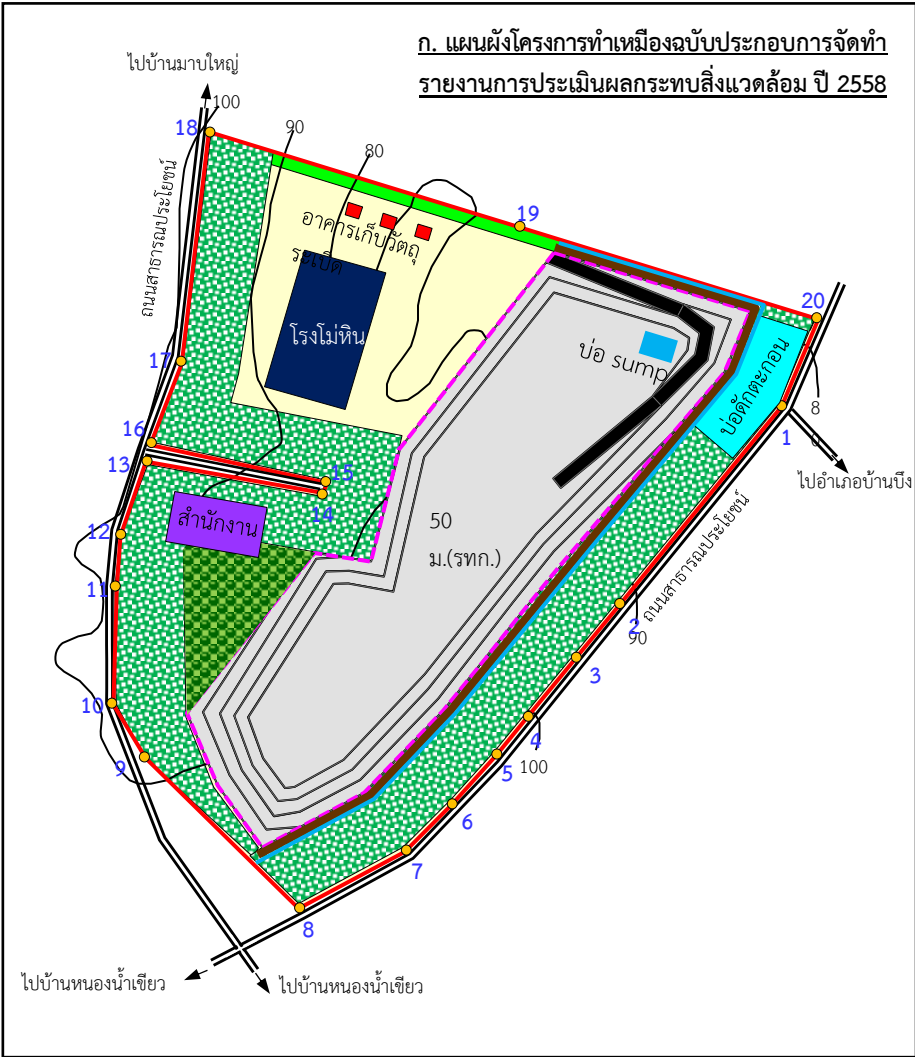 ก. แผนผังโครงการทำเหมืองฉบับประกอบการจัดทำ
รายงานการประเมินผลกระทบสิ่งแวดล้อม ปี 2558
ไปบ้านมาบใหญ่
100
18
90
80
ถนนสาธารณประโยชน์
19
อาคารเก็บวัตถุ
ระเบิด
20
โรงโม่หิน
บ่อ sump
บ่อดักตะกอน
17
8
0
1
16
13
15
14
ไปอำเภอบ้านบึง
สำนักงาน
50
ม.(รทก.)
12
11
ถนนสาธารณประโยชน์
2
90
3
10
4
100
5
9
6
7
8
ไปบ้านหนองน้ำเขียว
ไปบ้านหนองน้ำเขียว